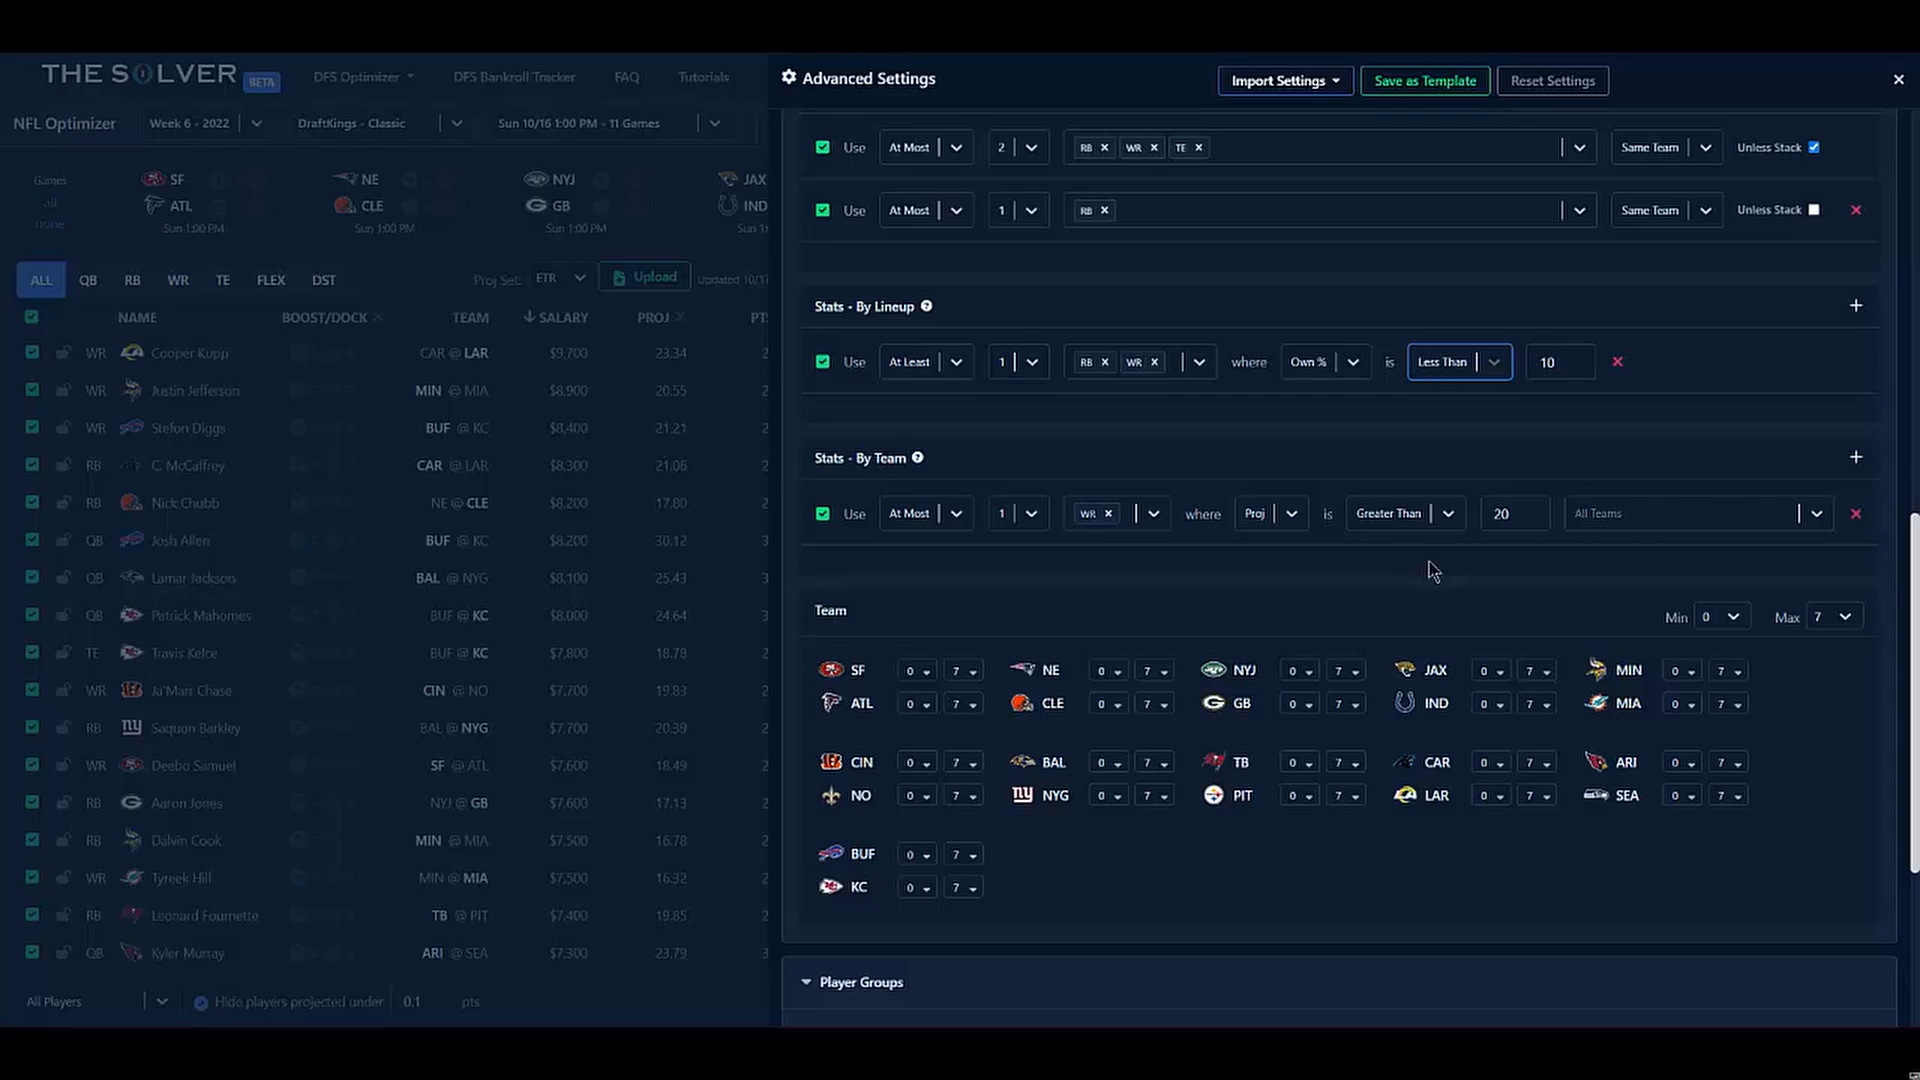 THE SOLVER BETA DFS Optimizer DFS Bankroll Tracker FAQ Tutorials
NFL Optimizer Week 6 - 2022 DraftKings - Classic Sun 10/16 1:00 PM - 11 Games
Games all none
SF NE NYJ JAX
ATL CLE GB IND
Sun 1:00 PM Sun 1:00 PM Sun 1:00 PM
ALL QB RB WR TE FLEX DST Proj Set: ETR Upload Updated 10/17
NAME BOOST/DOCK TEAM SALARY PROJ
WR Cooper Kupp CAR @ LAR $9,700 23.34
WR Justin Jefferson MIN @ MIA $8,900 20.55
WR Stefon Diggs BUF @ KC $8,400 21.21
RB C. McCaffrey CAR @ LAR $8,300 21.06
RB Nick Chubb NE @ CLE $8,200 17.80
QB Josh Allen BUF @ KC $8,200 30.12
QB Lamar Jackson BAL @ NYG $8,100 25.43
QB Patrick Mahomes BUF @ KC $8,000 24.64
TE Travis Kelce BUF @ KC $7,800 18.78
WR Ja'Marr Chase CIN @ NO $7,700 19.83
RB Saquon Barkley BAL @ NYG $7,700 20.39
WR Deebo Samuel SF @ ATL $7,600 18.49
RB Aaron Jones NYJ @ GB $7,600 17.13
RB Dalvin Cook MIN @ MIA $7,500 16.78
WR Tyreek Hill MIN @ MIA $7,500 16.32
RB Leonard Fournette TB @ PIT $7,400 19.85
QB Kyler Murray ARI @ SEA $7,300 23.79
All Players Hide players projected under 0.1 pts
Advanced Settings Import Settings Save as Template Reset Settings
Use At Most 2 RB WR TE Same Team Unless Stack
Use At Most 1 RB Same Team Unless Stack
Stats - By Lineup
Use At Least 1 RB WR where Own % is Less Than 10
Stats - By Team
Use At Most 1 WR where Proj is Greater Than 20 All Teams
Team Min 0 Max 7
SF 0 7 NE 0 7 NYJ 0 7 JAX 0 7 MIN 0 7
ATL 0 7 CLE 0 7 GB 0 7 IND 0 7 MIA 0 7
CIN 0 7 BAL 0 7 TB 0 7 CAR 0 7 ARI 0 7
NO 0 7 NYG 0 7 PIT 0 7 LAR 0 7 SEA 0 7
BUF 0 7
KC 0 7
Player Groups